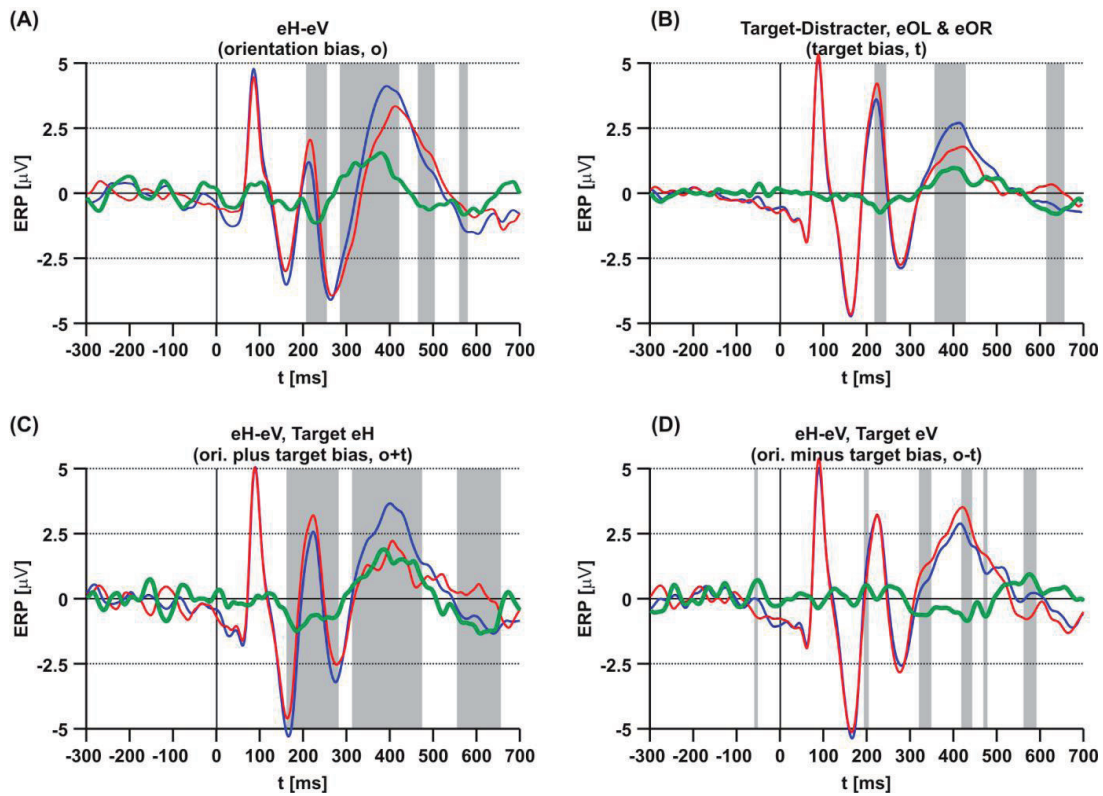 (A)
eH-eV
(orientation bias, o)
5
2.5
0
-2.5
-5
ERP [µV]
-300 -200 -100 0 100 200 300 400 500 600 700
t [ms]
(B)
Target-Distracter, eOL & eOR
(target bias, t)
5
2.5
0
-2.5
-5
ERP [µV]
-300 -200 -100 0 100 200 300 400 500 600 700
t [ms]
(C)
eH-eV, Target eH
(ori. plus target bias, o+t)
5
2.5
0
-2.5
-5
ERP [µV]
-300 -200 -100 0 100 200 300 400 500 600 700
t [ms]
(D)
eH-eV, Target eV
(ori. minus target bias, o-t)
5
2.5
0
-2.5
-5
ERP [µV]
-300 -200 -100 0 100 200 300 400 500 600 700
t [ms]